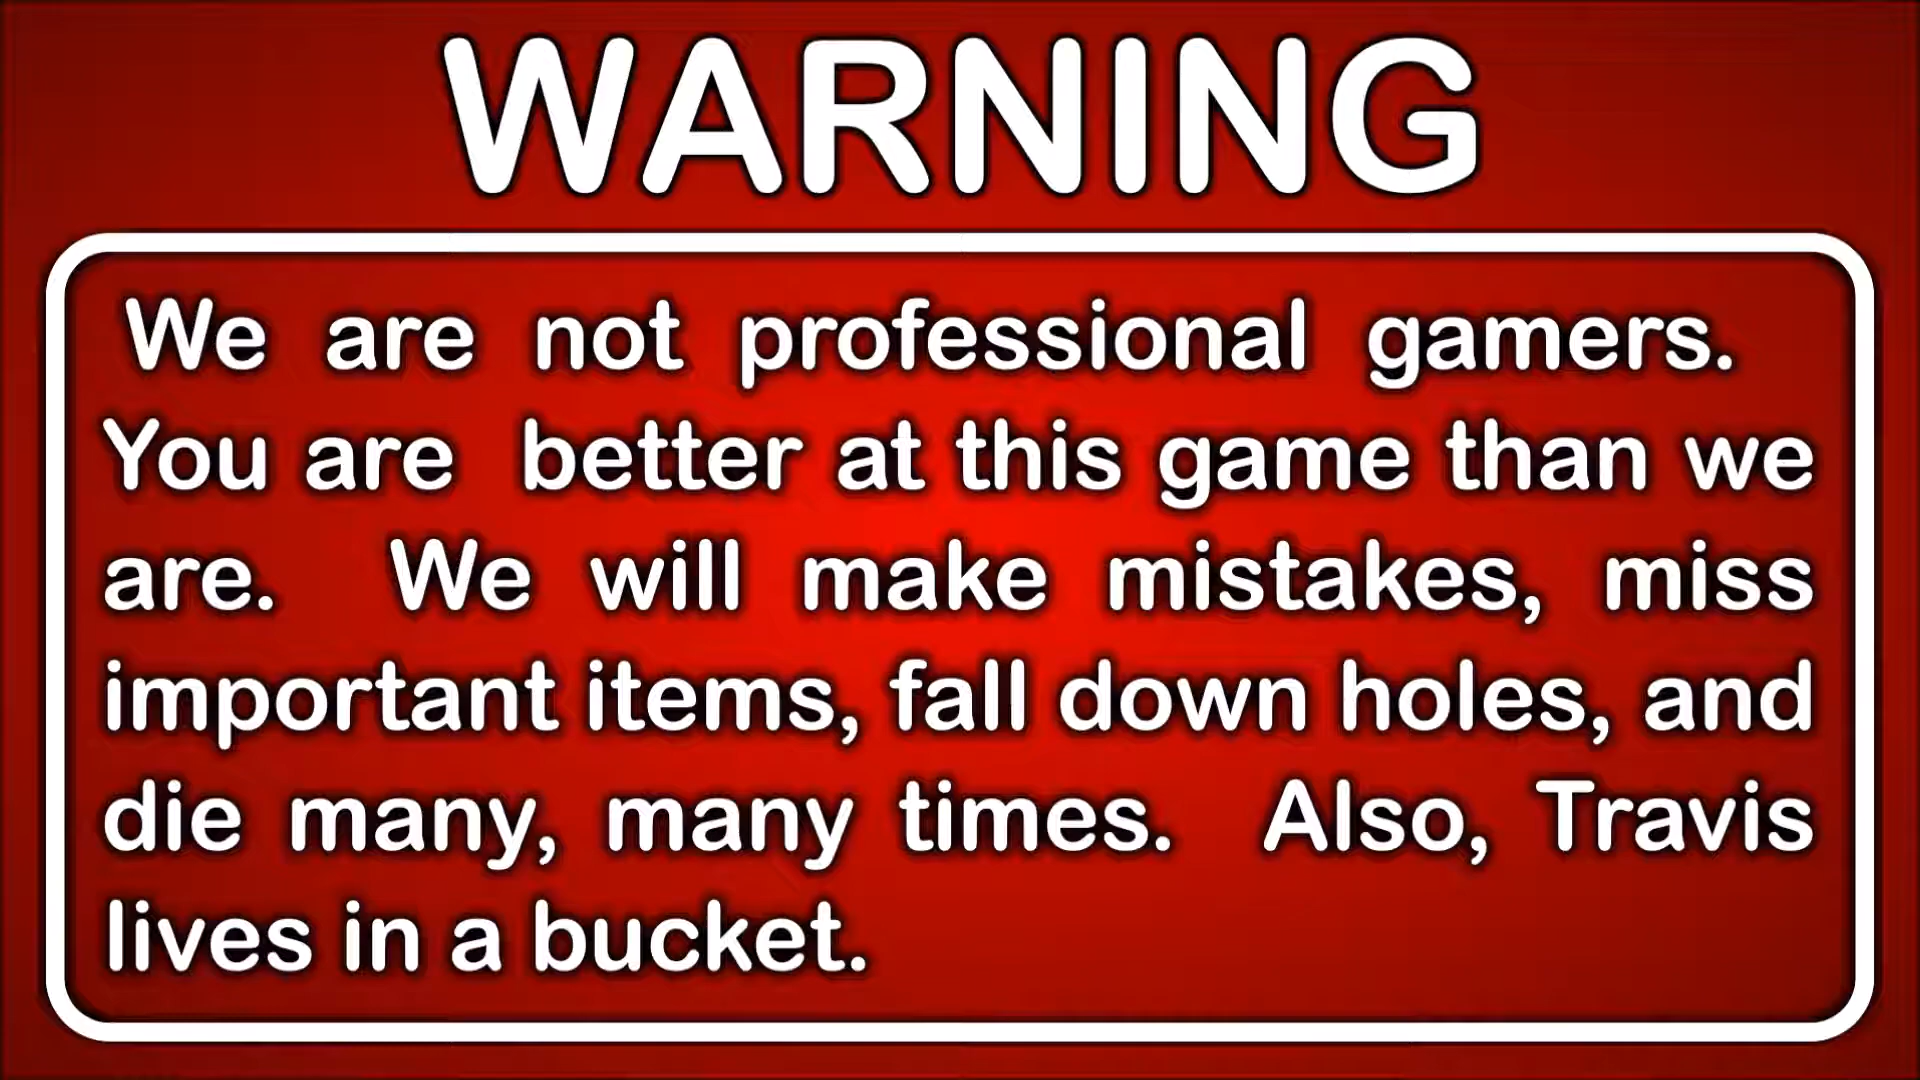 WARNING
We are not professional gamers.
You are better at this game than we
are. We will make mistakes, miss
important items, fall down holes, and
die many, many times. Also, Travis
lives in a bucket.